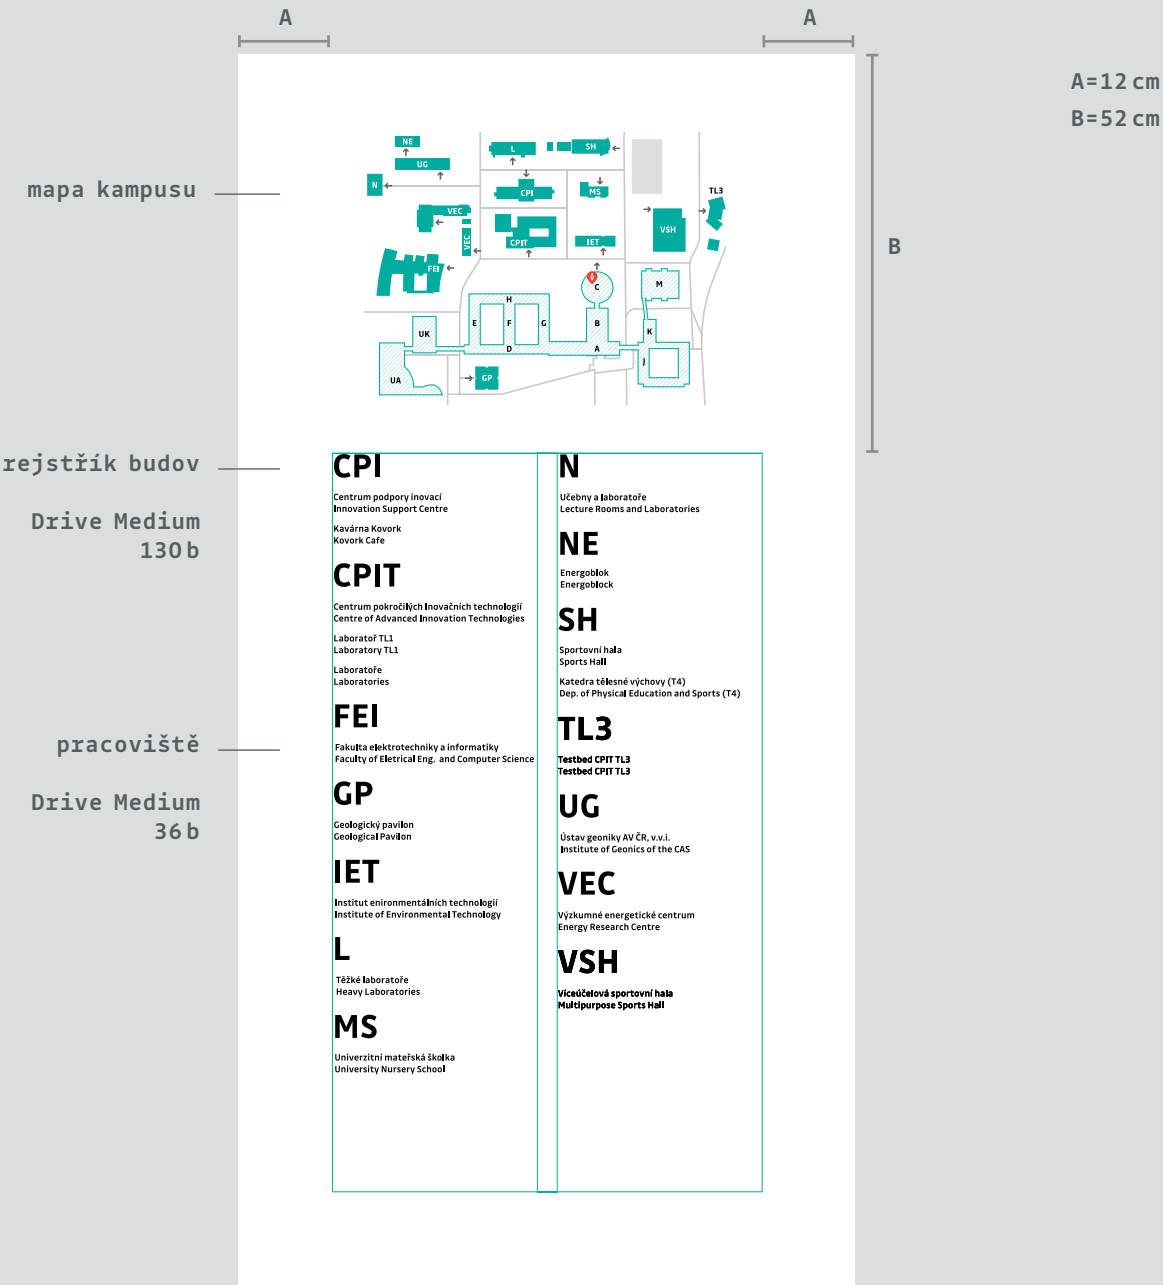 A
A
A=12 cm
B=52 cm
B
mapa kampusu
NE
UG
N
L
SH
CPI
MS
TL3
VEC
VEC
CPIT
IET
VSH
FEI
C
M
H
E
F
G
B
K
UK
D
A
J
UA
GP
rejstřík budov
Drive Medium
130 b
pracoviště
Drive Medium
36 b
CPI
Centrum podpory inovací
Innovation Support Centre
Kavárna Kovork
Kovork Cafe
CPIT
Centrum pokročilých Inovačních technologií
Centre of Advanced Innovation Technologies
Laboratoř TL1
Laboratory TL1
Laboratoře
Laboratories
FEI
Fakulta elektrotechniky a informatiky
Faculty of Eletrical Eng. and Computer Science
GP
Geologický pavilon
Geological Pavilon
IET
Institut enironmentálních technologií
Institute of Environmental Technology
L
Těžké laboratoře
Heavy Laboratories
MS
Univerzitní mateřská školka
University Nursery School
N
Učebny a laboratoře
Lecture Rooms and Laboratories
NE
Energoblok
Energoblock
SH
Sportovní hala
Sports Hall
Katedra tělesné výchovy (T4)
Dep. of Physical Education and Sports (T4)
TL3
Testbed CPIT TL3
Testbed CPIT TL3
UG
Ústav geoniky AV ČR, v.v.i.
Institute of Geonics of the CAS
VEC
Výzkumné energetické centrum
Energy Research Centre
VSH
Víceúčelová sportovní hala
Multipurpose Sports Hall